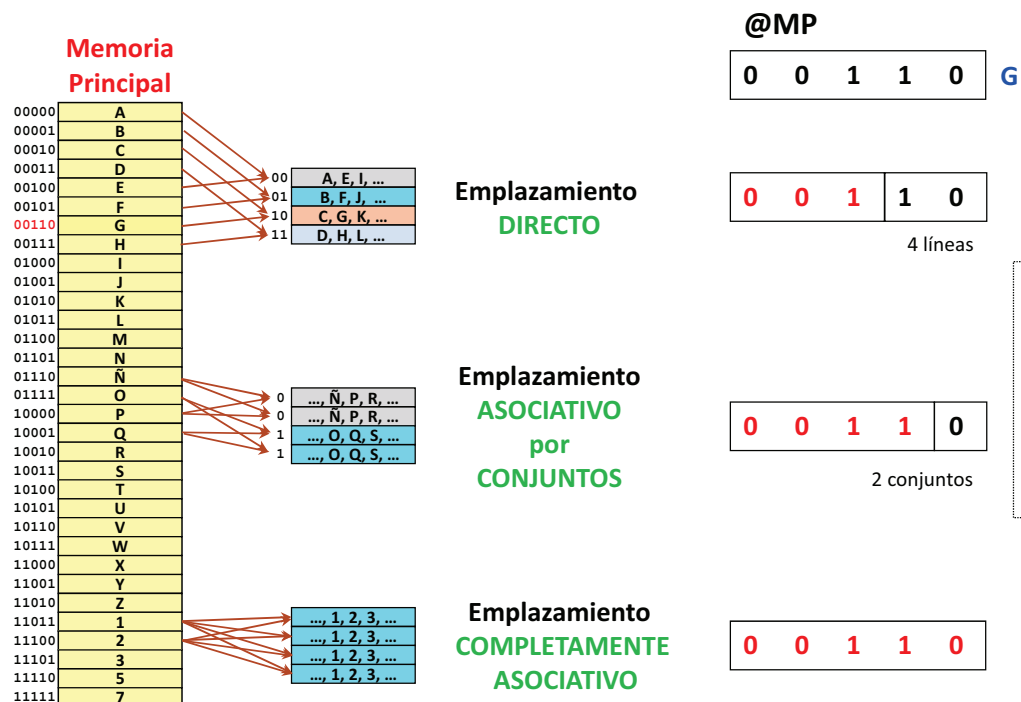 @MP
Memoria
Principal
0 0 1 1 0 G
00000 A
00001 B
00010 C
00011 D
00100 E
00101 F
00110 G
00111 H
01000 I
01001 J
01010 K
01011 L
01100 M
01101 N
01110 Ñ
01111 O
10000 P
10001 Q
10010 R
10011 S
10100 T
10101 U
10110 V
10111 W
11000 X
11001 Y
11010 Z
11011 1
11100 2
11101 3
11110 5
11111 7
00 A, E, I, ...
01 B, F, J, ...
10 C, G, K, ...
11 D, H, L, ...
Emplazamiento
DIRECTO
0 0 1 1 0
4 líneas
0 ..., Ñ, P, R, ...
0 ..., Ñ, P, R, ...
1 ..., O, Q, S, ...
1 ..., O, Q, S, ...
Emplazamiento
ASOCIATIVO
por
CONJUNTOS
0 0 1 1 0
2 conjuntos
..., 1, 2, 3, ...
..., 1, 2, 3, ...
..., 1, 2, 3, ...
..., 1, 2, 3, ...
Emplazamiento
COMPLETAMENTE
ASOCIATIVO
0 0 1 1 0